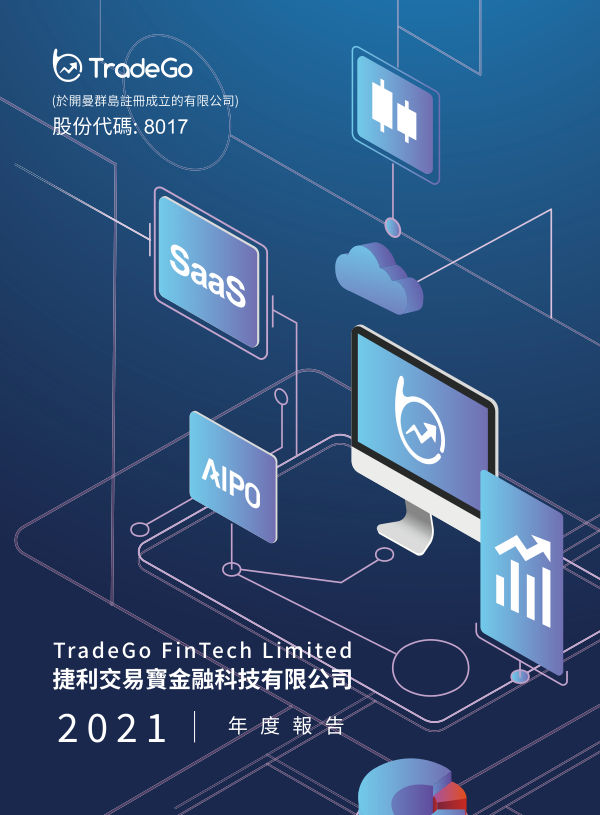 TradeGo
(於開曼群島註冊成立的有限公司)
股份代碼: 8017
SaaS
AIPO
TradeGo FinTech Limited
捷利交易寶金融科技有限公司
2021 | 年度報告